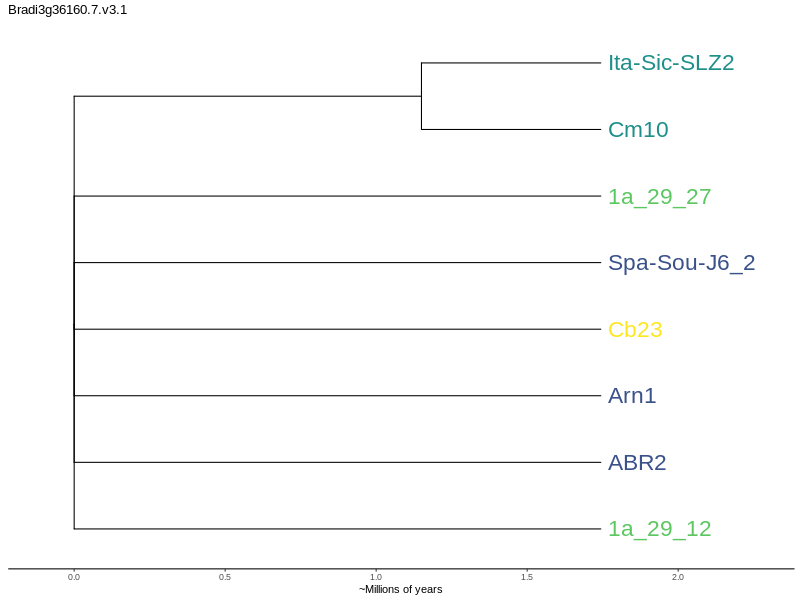 Bradi3g36160.7.v3.1
Ita-Sic-SLZ2
Cm10
1a_29_27
Spa-Sou-J6_2
Cb23
Arn1
ABR2
1a_29_12
0.0 0.5 1.0 1.5 2.0
~Millions of years